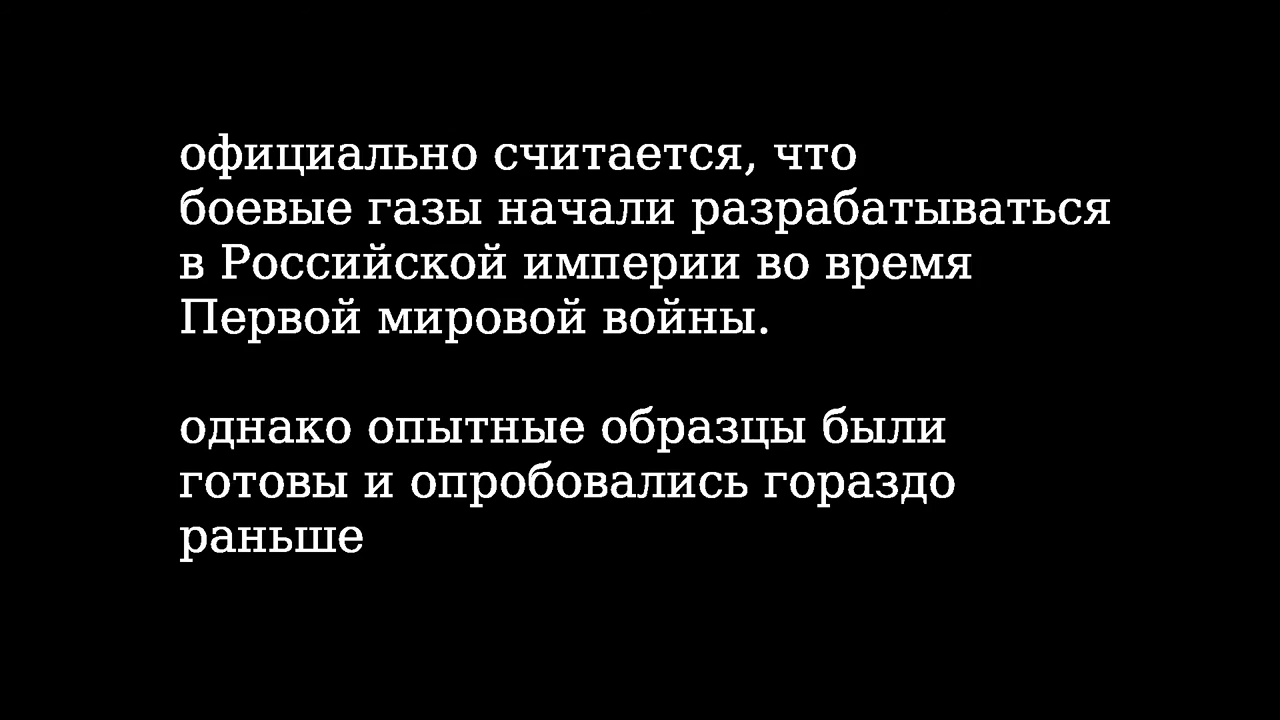 официально считается, что
боевые газы начали разрабатываться
в Российской империи во время
Первой мировой войны.
однако опытные образцы были
готовы и опробовались гораздо
раньше